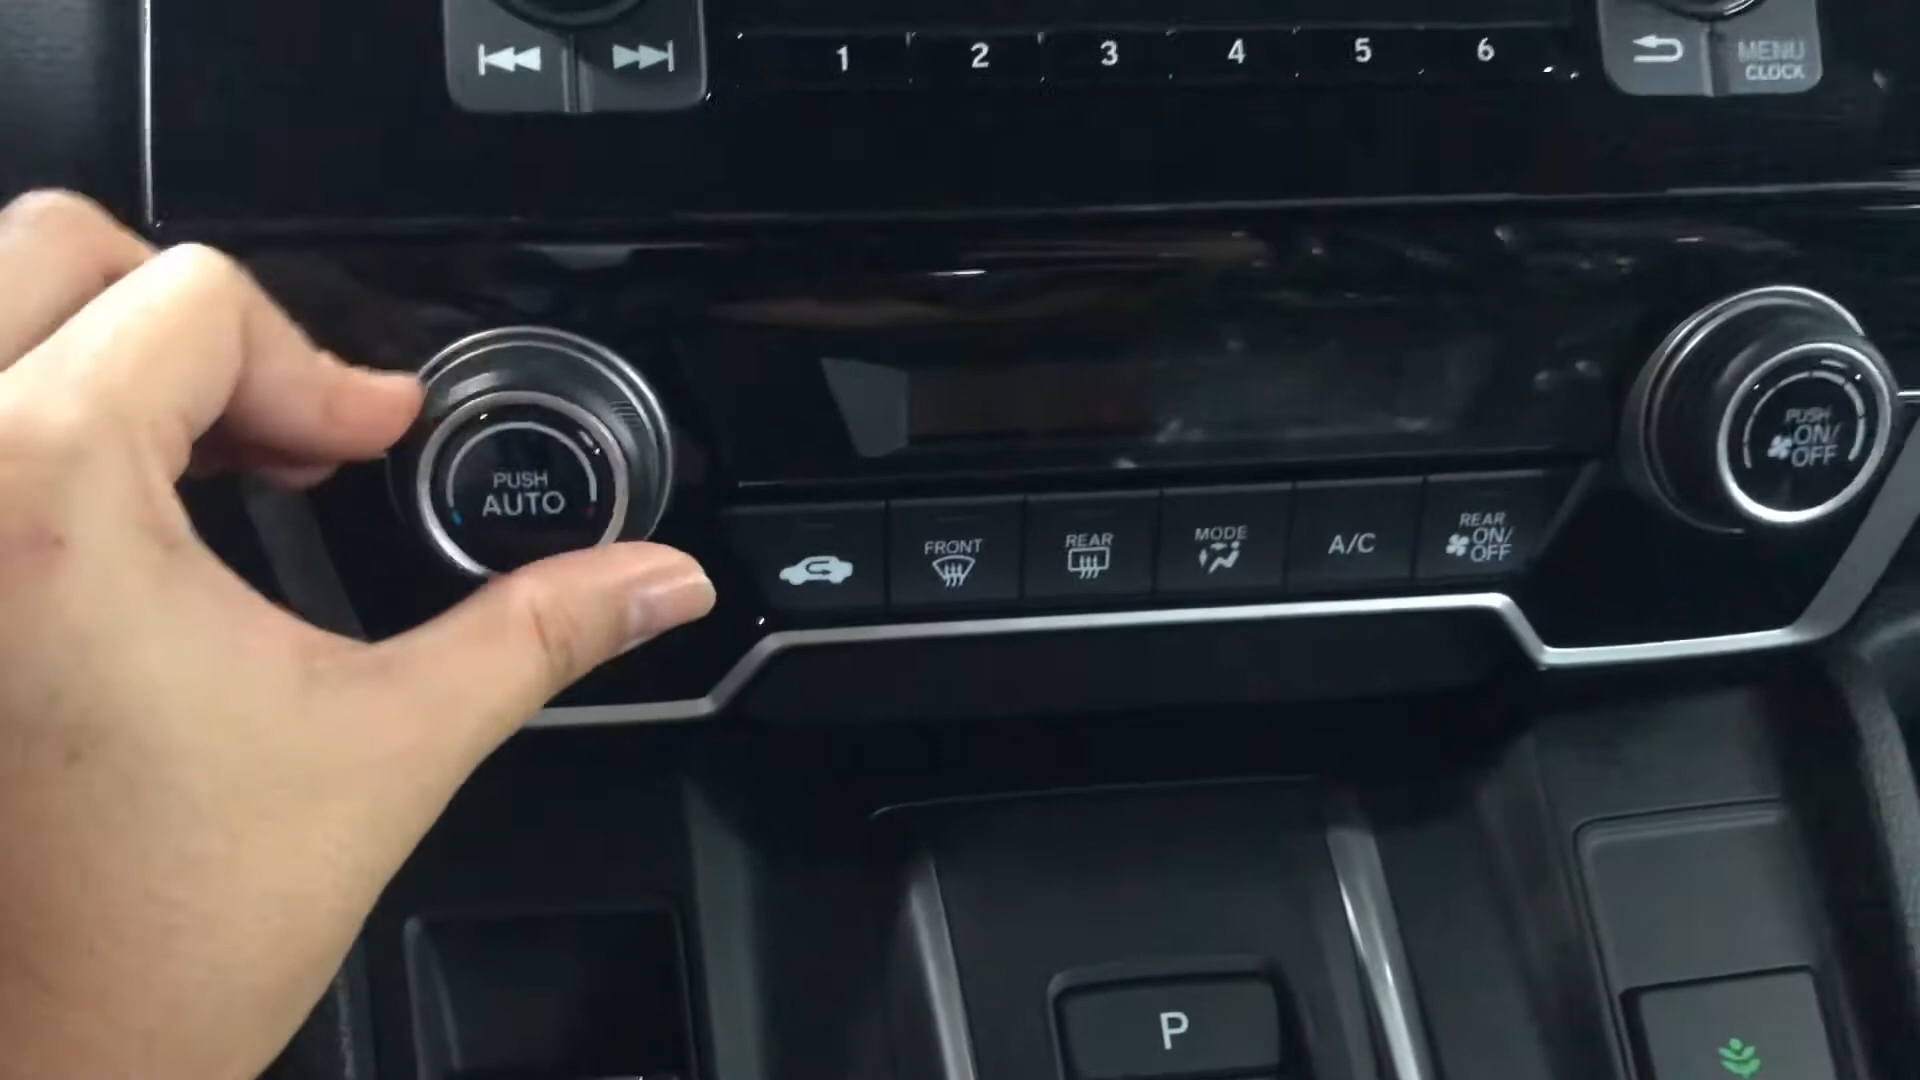 1 2 3 4 5 6
MENU
CLOCK
PUSH
AUTO
FRONT
REAR
MODE
A/C
REAR
ON/
OFF
PUSH
ON/
OFF
P